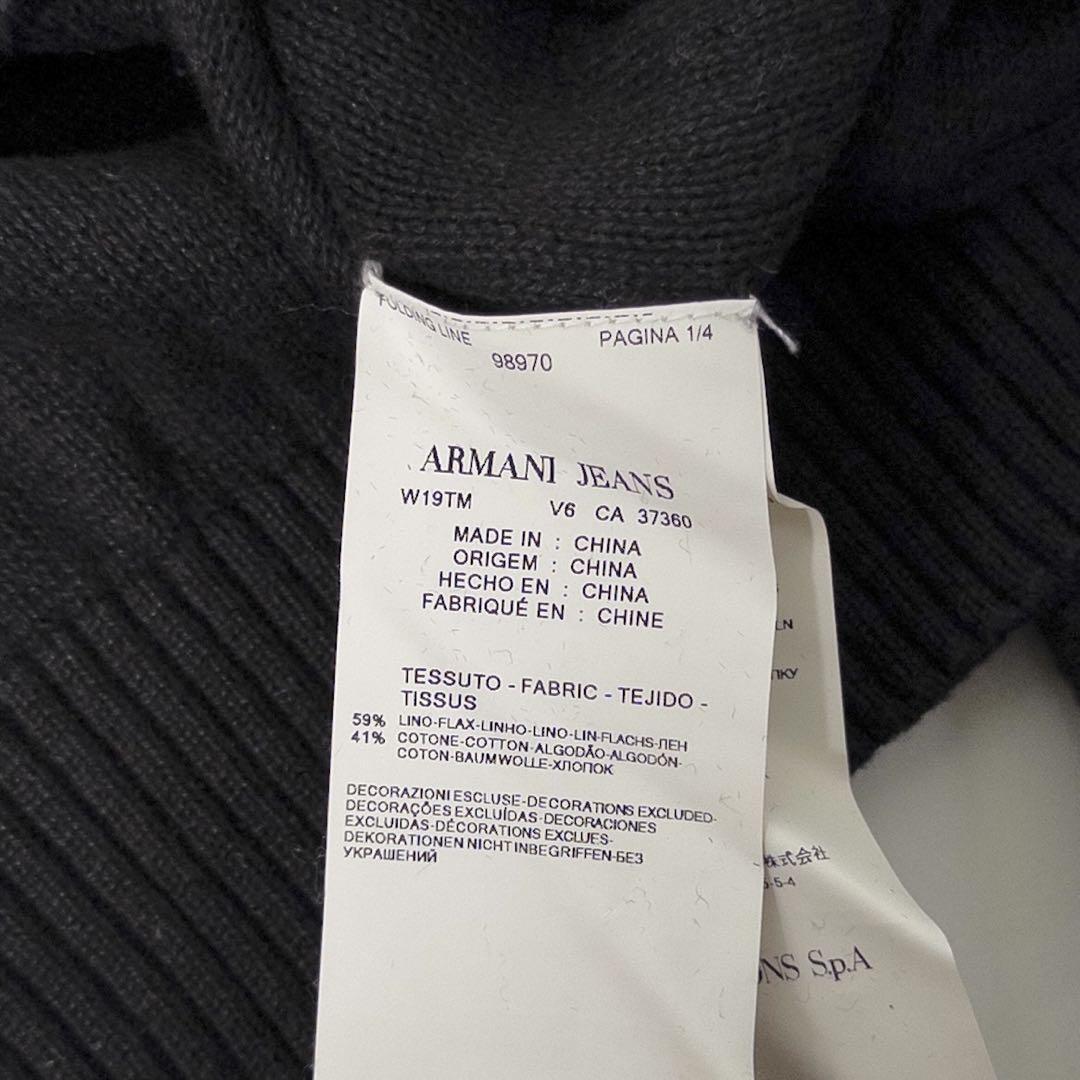 FOLDING LINE
98970
PAGINA 1/4
ARMANI JEANS
W19TM V6 CA 37360
MADE IN : CHINA
ORIGEM : CHINA
HECHO EN : CHINA
FABRIQUÉ EN : CHINE
TESSUTO - FABRIC - TEJIDO -
TISSUS
59% LINO-FLAX-LINHO-LINO-LIN-FLACHS-ЛЕН
41% COTONE-COTTON-ALGODÃO-ALGODÓN-
COTON-BAUMWOLLE-ХЛОПОК
DECORAZIONI ESCLUSE-DECORATIONS EXCLUDED-
DECORAÇÕES EXCLUÍDAS-DECORACIONES
EXCLUIDAS-DÉCORATIONS EXCLUES-
DEKORATIONEN NICHT INBEGRIFFEN-БЕЗ
УКРАШЕНИЙ
株式会社
5-5-4
S.p.A